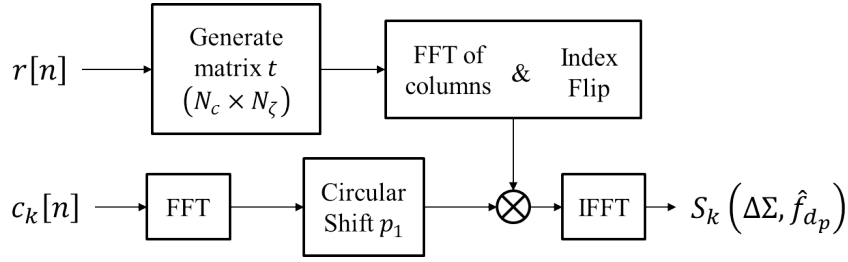 r[n]
Generate
matrix t
(N_c × N_ζ)
FFT of
columns
&
Index
Flip
c_k[n]
FFT
Circular
Shift p_1
IFFT
S_k (ΔΣ, f̂_{d_p})